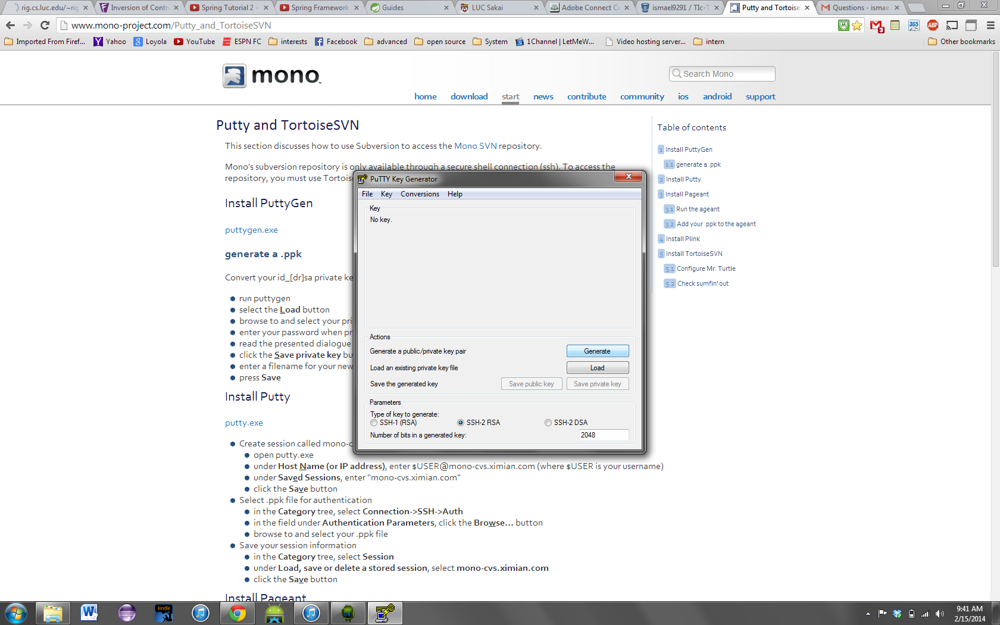 rig.cs.luc.edu/~rig
Inversion of Contr
Spring Tutorial 2 -
Spring Framework
Guides
LUC Sakai
Adobe Connect Ce
ismael9291 / TIc-T
Putty and Tortoise
Questions - ismae
www.mono-project.com/Putty_and_TortoiseSVN
3
365
ABP
Imported From Firef...
Yahoo
Loyola
YouTube
ESPN FC
interests
Facebook
advanced
open source
System
1Channel | LetMeW...
Video hosting server...
intern
Other bookmarks
mono
Search Mono
home download start news contribute community ios android support
Putty and TortoiseSVN
This section discusses how to use Subversion to access the Mono SVN repository.
Mono's subversion repository is only available through a secure shell connection (ssh). To access the
repository, you must use Tortoise
Install PuttyGen
puttygen.exe
generate a .ppk
Convert your id_[dr]sa private ke
run puttygen
select the Load button
browse to and select your pri
enter your password when pr
read the presented dialogue
click the Save private key bu
enter a filename for your new
press Save
Install Putty
putty.exe
Create session called mono-c
open putty.exe
under Host Name (or IP address), enter $USER@mono-cvs.ximian.com (where $USER is your username)
under Saved Sessions, enter "mono-cvs.ximian.com"
click the Save button
Select .ppk file for authentication
in the Category tree, select Connection->SSH->Auth
in the field under Authentication Parameters, click the Browse... button
browse to and select your .ppk file
Save your session information
in the Category tree, select Session
under Load, save or delete a stored session, select mono-cvs.ximian.com
click the Save button
Install Pageant
Table of contents
1 Install PuttyGen
1.1 generate a .ppk
2 Install Putty
3 Install Pageant
3.1 Run the ageant
3.2 Add your .ppk to the ageant
4 Install Plink
5 Install TortoiseSVN
5.1 Configure Mr. Turtle
5.2 Check sumfin' out
PuTTY Key Generator
File Key Conversions Help
Key
No key.
Actions
Generate a public/private key pair
Generate
Load an existing private key file
Load
Save the generated key
Save public key
Save private key
Parameters
Type of key to generate:
SSH-1 (RSA)
SSH-2 RSA
SSH-2 DSA
Number of bits in a generated key:
2048
kindle
9:41 AM
2/15/2014